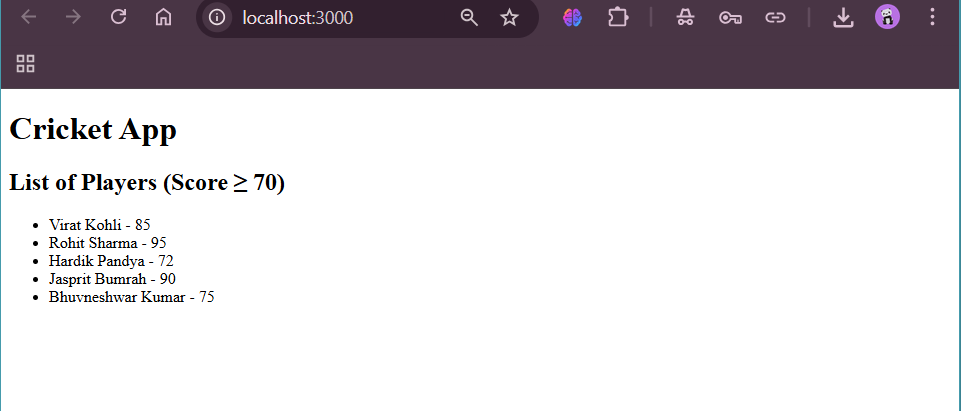 localhost:3000
Cricket App
List of Players (Score ≥ 70)
• Virat Kohli - 85
• Rohit Sharma - 95
• Hardik Pandya - 72
• Jasprit Bumrah - 90
• Bhuvneshwar Kumar - 75